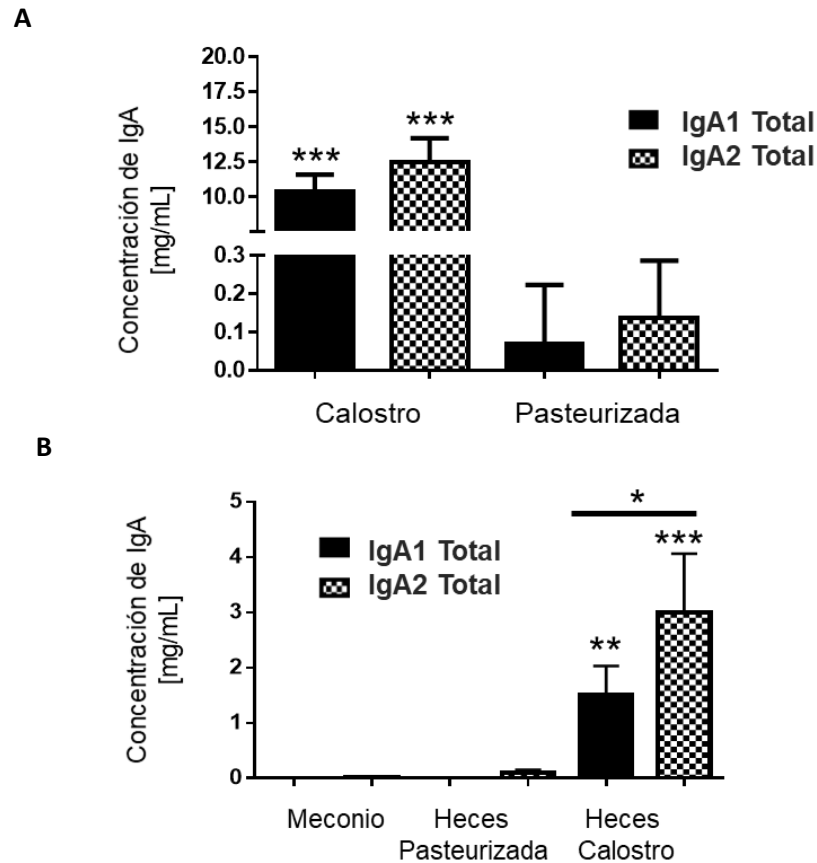 A
Concentración de IgA
[mg/mL]
20.0
17.5
15.0
12.5
10.0
0.3
0.2
0.1
0.0
***
***
IgA1 Total
IgA2 Total
Calostro
Pasteurizada
B
Concentración de IgA
[mg/mL]
5
4
3
2
1
0
IgA1 Total
IgA2 Total
*
***
**
Meconio
Heces
Pasteurizada
Heces
Calostro